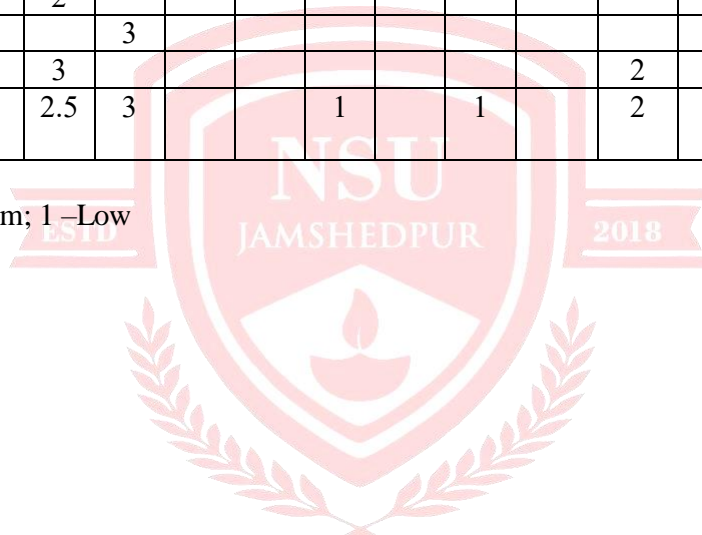 2
3
3 2
2.5 3 1 1 2
m; 1 –Low
NSU
JAMSHEDPUR
ESTD
2018